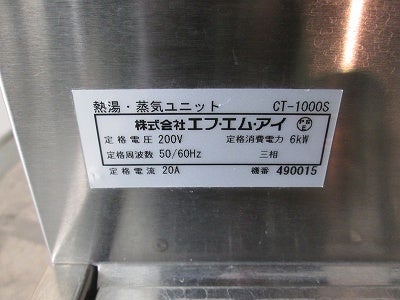 熱湯・蒸気ユニット CT-1000S
株式会社エフ・エム・アイ
定格電圧 200V 定格消費電力 6kW
定格周波数 50/60Hz 三相
定格電流 20A 機番 490015